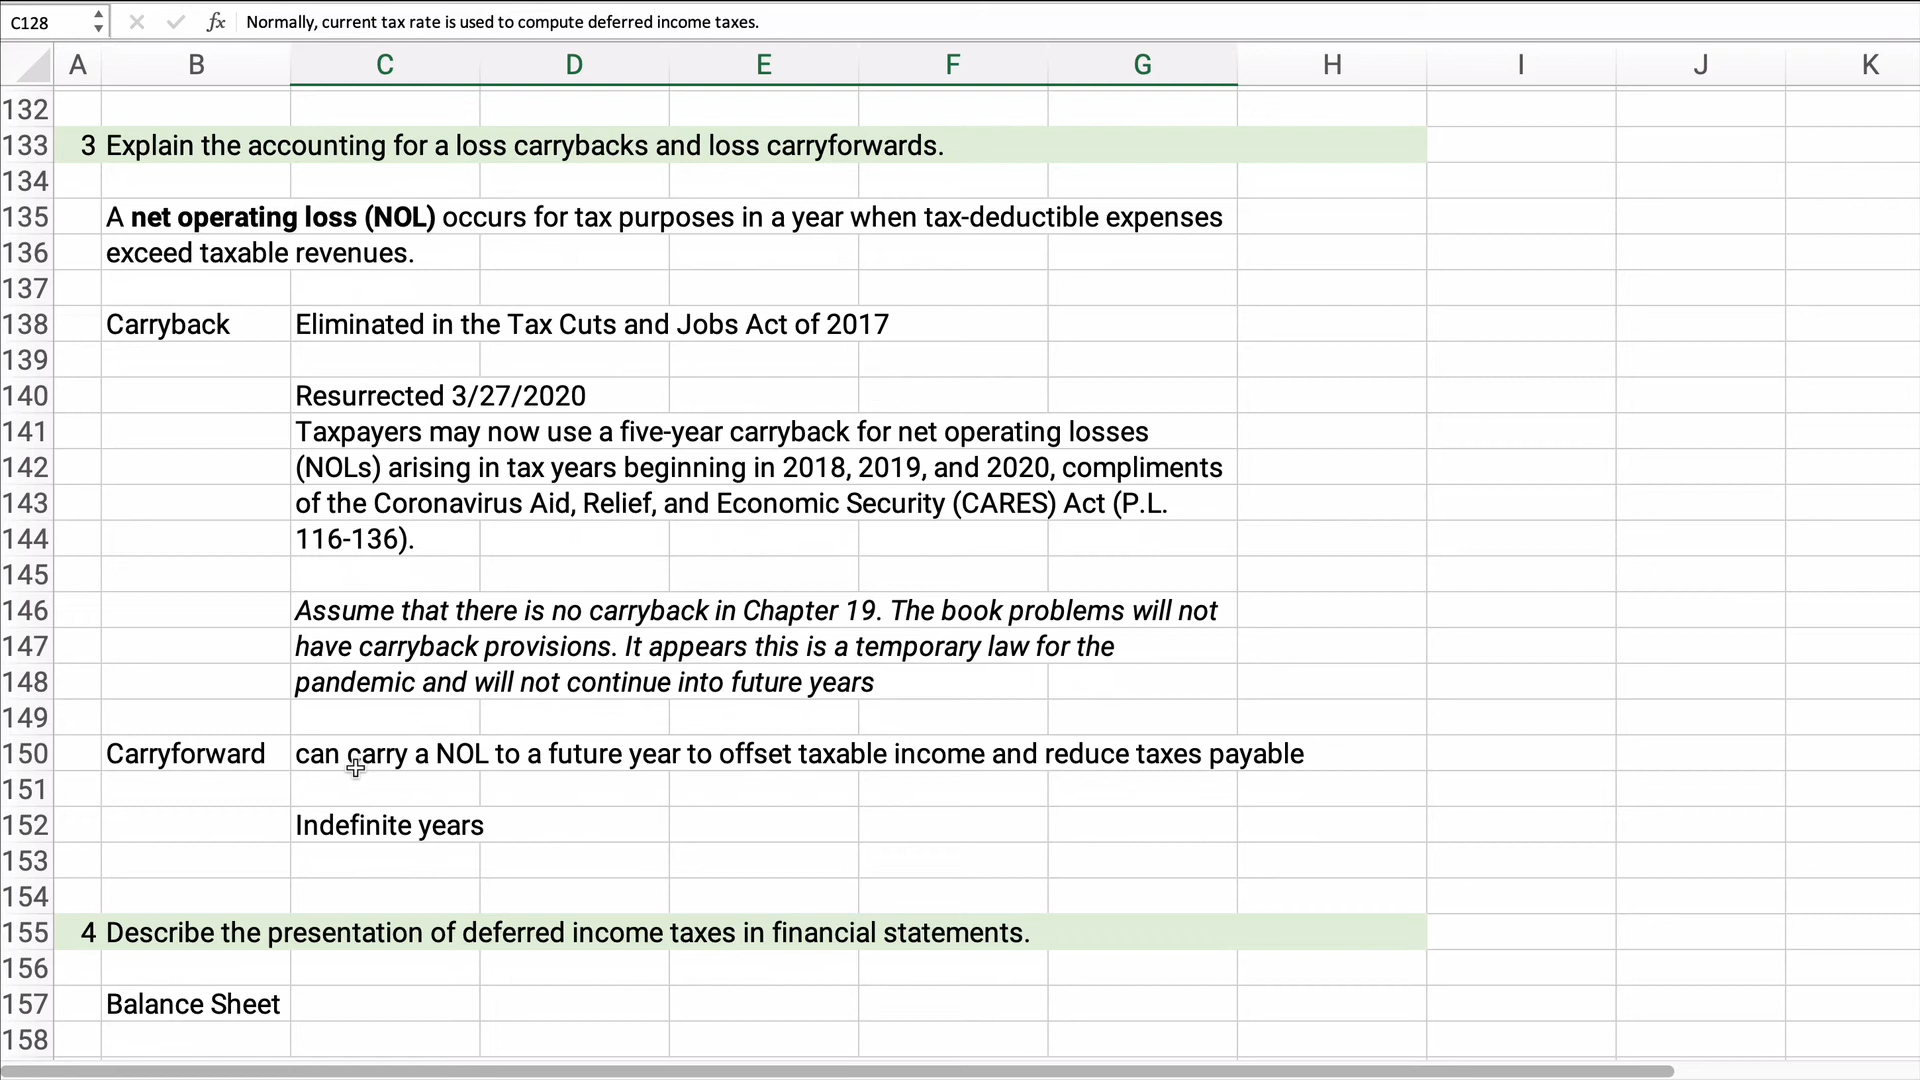 C128 fx Normally, current tax rate is used to compute deferred income taxes.
A B C D E F G H I J K
132
133 3 Explain the accounting for a loss carrybacks and loss carryforwards.
134
135 A net operating loss (NOL) occurs for tax purposes in a year when tax-deductible expenses
136 exceed taxable revenues.
137
138 Carryback Eliminated in the Tax Cuts and Jobs Act of 2017
139
140 Resurrected 3/27/2020
141 Taxpayers may now use a five-year carryback for net operating losses
142 (NOLs) arising in tax years beginning in 2018, 2019, and 2020, compliments
143 of the Coronavirus Aid, Relief, and Economic Security (CARES) Act (P.L.
144 116-136).
145
146 Assume that there is no carryback in Chapter 19. The book problems will not
147 have carryback provisions. It appears this is a temporary law for the
148 pandemic and will not continue into future years
149
150 Carryforward can carry a NOL to a future year to offset taxable income and reduce taxes payable
151
152 Indefinite years
153
154
155 4 Describe the presentation of deferred income taxes in financial statements.
156
157 Balance Sheet
158